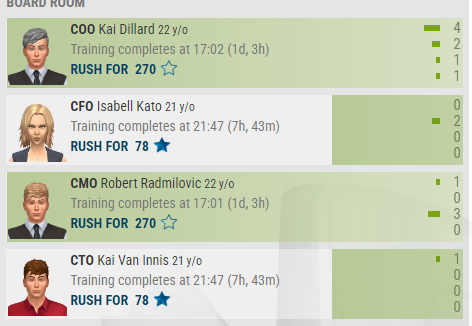 BOARD ROOM
COO Kai Dillard 22 y/o
Training completes at 17:02 (1d, 3h)
RUSH FOR 270
4
2
1
1
CFO Isabell Kato 21 y/o
Training completes at 21:47 (7h, 43m)
RUSH FOR 78
0
2
0
0
CMO Robert Radmilovic 22 y/o
Training completes at 17:01 (1d, 3h)
RUSH FOR 270
1
0
3
0
CTO Kai Van Innis 21 y/o
Training completes at 21:47 (7h, 43m)
RUSH FOR 78
1
0
0
0